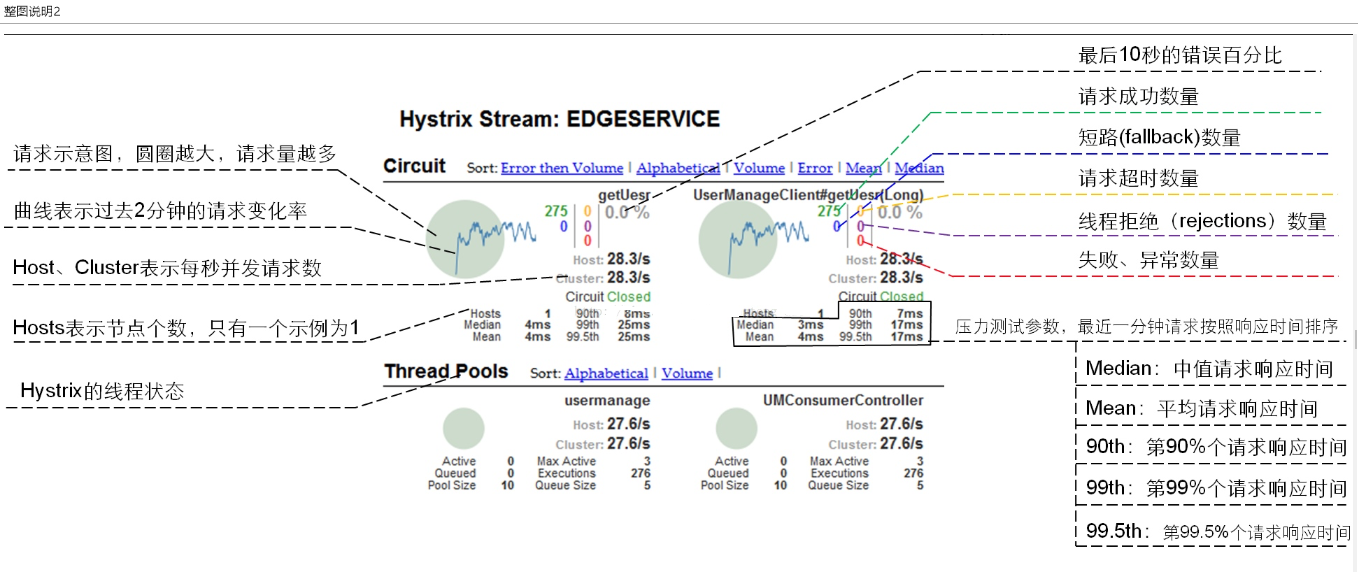 整图说明2
最后10秒的错误百分比
请求成功数量
短路(fallback)数量
请求超时数量
线程拒绝（rejections）数量
失败、异常数量
请求示意图，圆圈越大，请求量越多
曲线表示过去2分钟的请求变化率
Host、Cluster表示每秒并发请求数
Hosts表示节点个数，只有一个示例为1
Hystrix的线程状态
Hystrix Stream: EDGESERVICE
Circuit Sort: Error then Volume | Alphabetical | Volume | Error | Mean | Median
getUesr
275 0 0.0 %
0 0
0
Host: 28.3/s
Cluster: 28.3/s
Circuit Closed
Hosts 1 90th 8ms
Median 4ms 99th 25ms
Mean 4ms 99.5th 25ms
UserManageClient#getUesr(Long)
275 0 0.0 %
0 0
0
Host: 28.3/s
Cluster: 28.3/s
Circuit Closed
Hosts 1 90th 7ms
Median 3ms 99th 17ms
Mean 4ms 99.5th 17ms
Thread Pools Sort: Alphabetical | Volume |
usermanage
Host: 27.6/s
Cluster: 27.6/s
Active 0 Max Active 3
Queued 0 Executions 276
Pool Size 10 Queue Size 5
UMConsumerController
Host: 27.6/s
Cluster: 27.6/s
Active 0 Max Active 3
Queued 0 Executions 276
Pool Size 10 Queue Size 5
压力测试参数，最近一分钟请求按照响应时间排序
Median：中值请求响应时间
Mean：平均请求响应时间
90th：第90%个请求响应时间
99th：第99%个请求响应时间
99.5th：第99.5%个请求响应时间